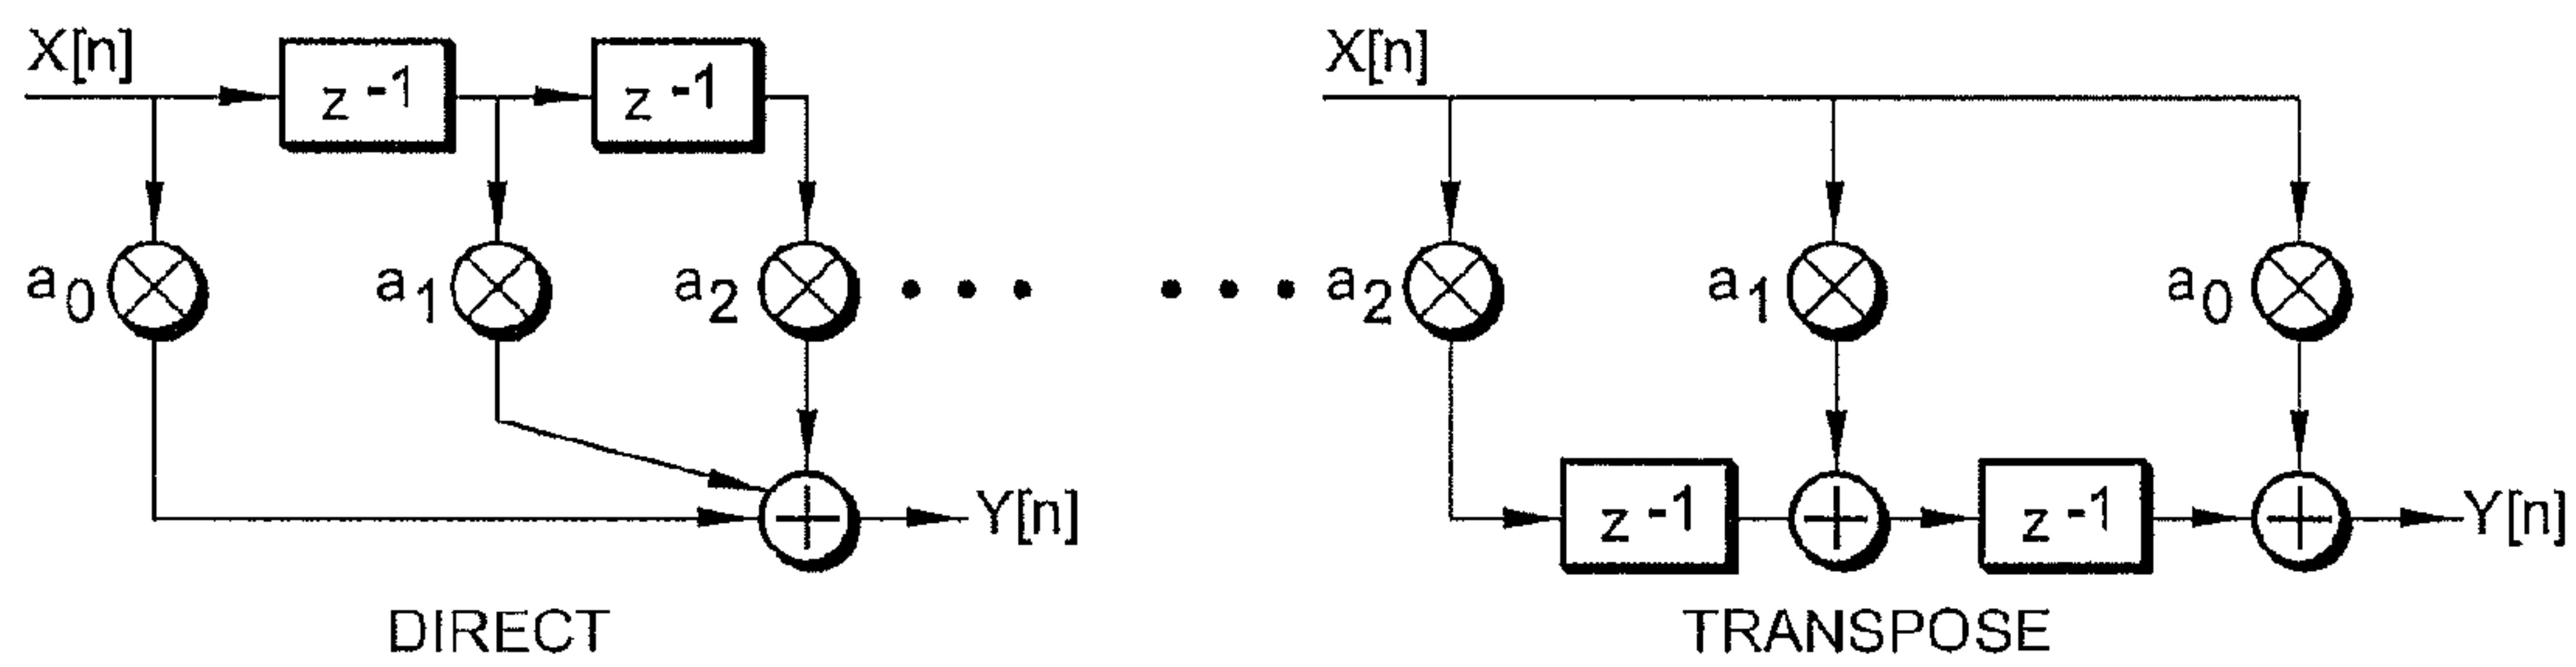 X[n]
z -1
z -1
a0
a1
a2
Y[n]
DIRECT
X[n]
a2
a1
a0
z -1
z -1
Y[n]
TRANSPOSE